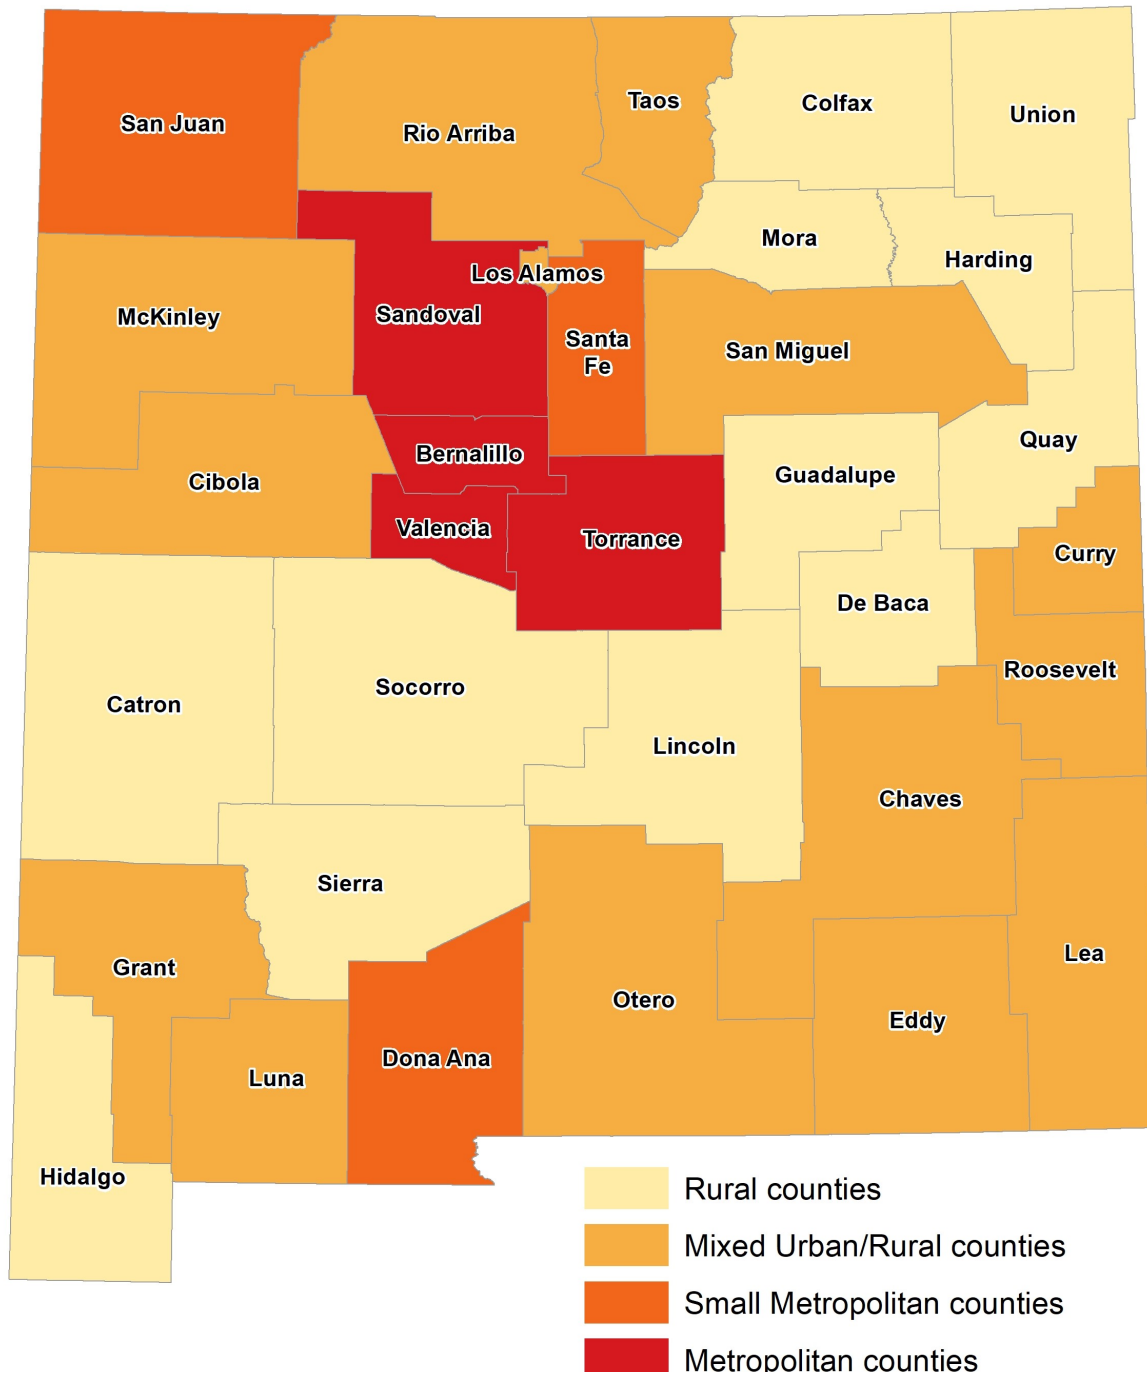 San Juan
Rio Arriba
Taos
Colfax
Union
Mora
Harding
Los Alamos
McKinley
Sandoval
Santa
Fe
San Miguel
Quay
Bernalillo
Guadalupe
Cibola
Valencia
Torrance
Curry
De Baca
Roosevelt
Catron
Socorro
Lincoln
Chaves
Sierra
Grant
Lea
Otero
Eddy
Dona Ana
Luna
Hidalgo
Rural counties
Mixed Urban/Rural counties
Small Metropolitan counties
Metropolitan counties